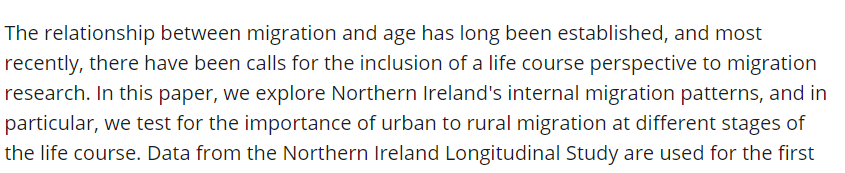 The relationship between migration and age has long been established, and most
recently, there have been calls for the inclusion of a life course perspective to migration
research. In this paper, we explore Northern Ireland's internal migration patterns, and in
particular, we test for the importance of urban to rural migration at different stages of
the life course. Data from the Northern Ireland Longitudinal Study are used for the first